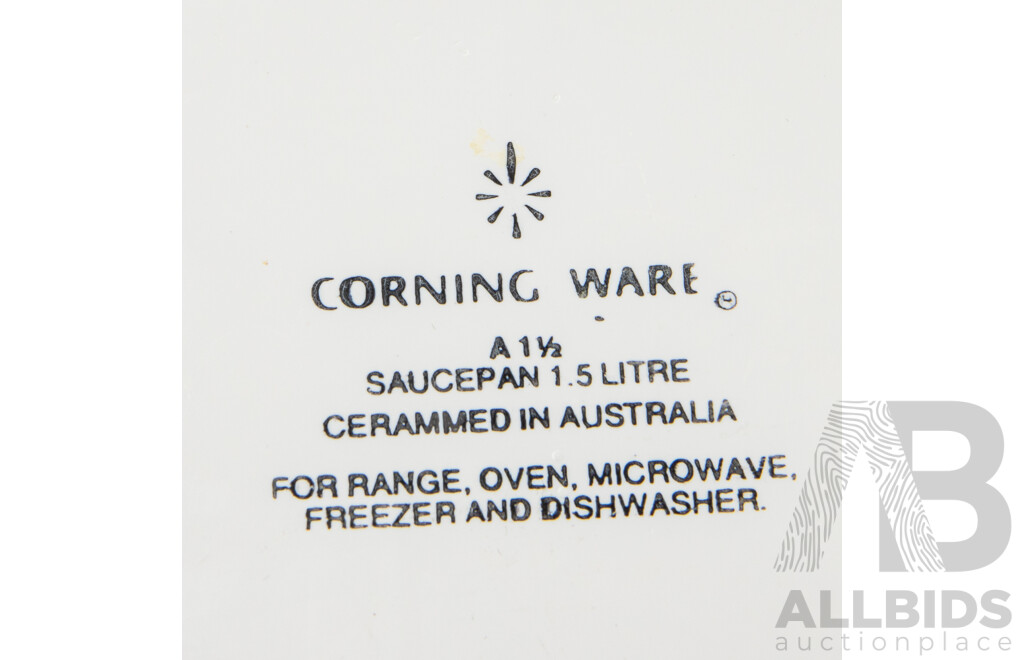 CORNING WARE ©
A 1½
SAUCEPAN 1.5 LITRE
CERAMMED IN AUSTRALIA
FOR RANGE, OVEN, MICROWAVE,
FREEZER AND DISHWASHER.
AB
ALLBIDS
auctionplace